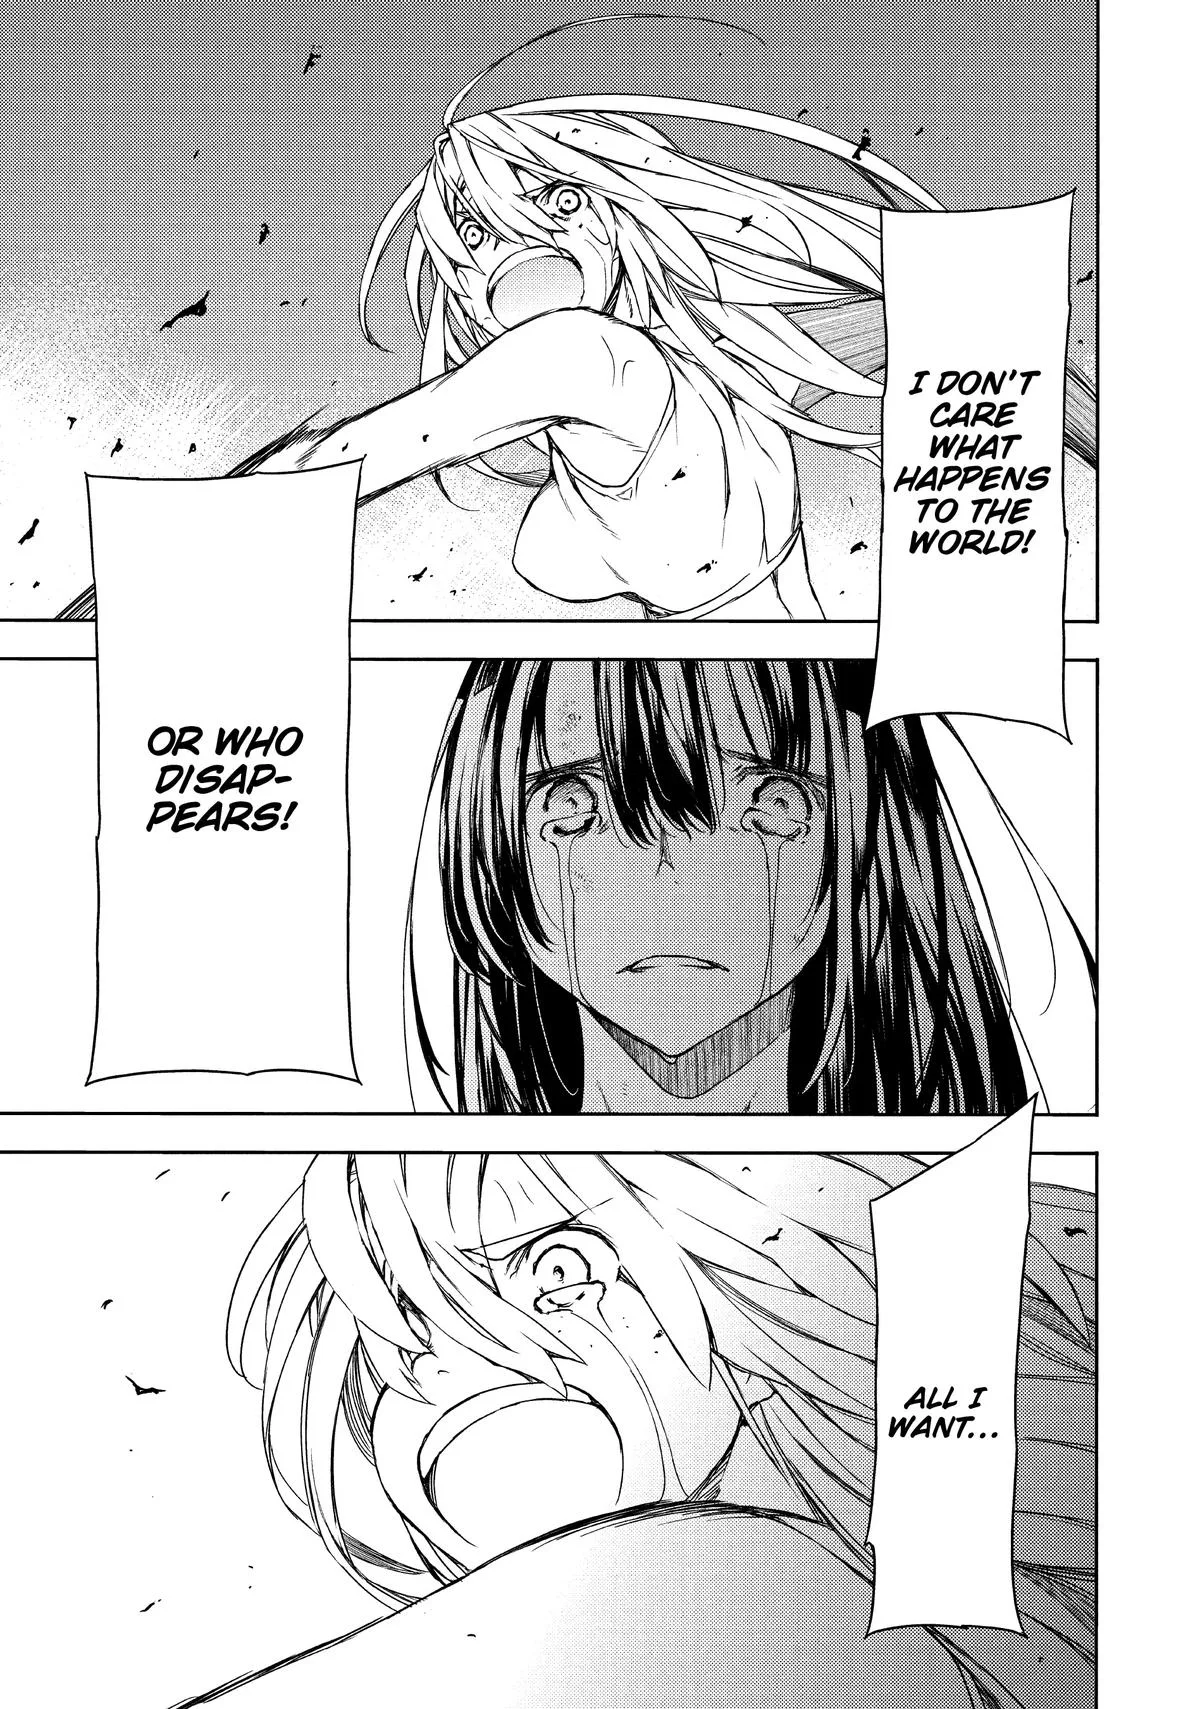 I DON'T
CARE
WHAT
HAPPENS
TO THE
WORLD!
OR WHO
DISAP-
PEARS!
ALL I
WANT...